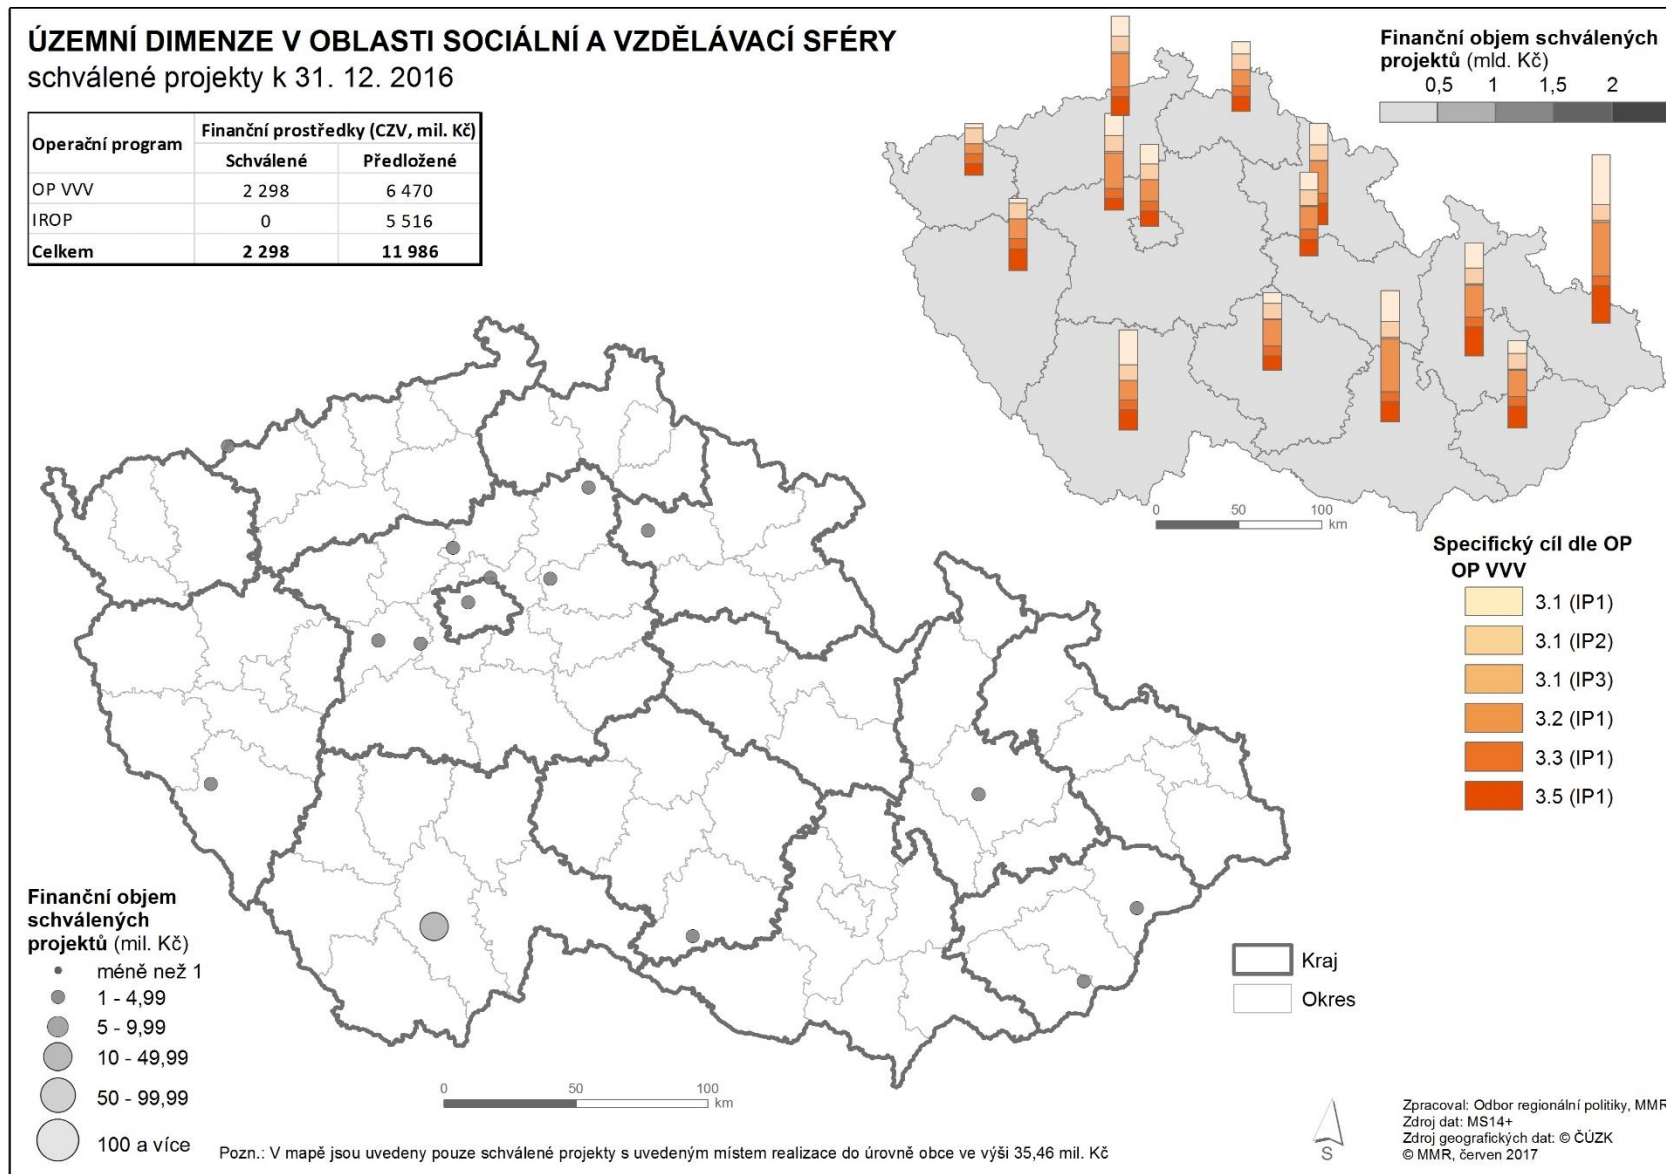 ÚZEMNÍ DIMENZE V OBLASTI SOCIÁLNÍ A VZDĚLÁVACÍ SFÉRY
schválené projekty k 31. 12. 2016
Operační program
Finanční prostředky (CZV, mil. Kč)
Schválené Předložené
OP VVV 2 298 6 470
IROP 0 5 516
Celkem 2 298 11 986
Finanční objem schválených
projektů (mld. Kč)
0,5 1 1,5 2
0 50 100
km
Specifický cíl dle OP
OP VVV
3.1 (IP1)
3.1 (IP2)
3.1 (IP3)
3.2 (IP1)
3.3 (IP1)
3.5 (IP1)
Finanční objem
schválených
projektů (mil. Kč)
méně než 1
1 - 4,99
5 - 9,99
10 - 49,99
50 - 99,99
100 a více
Kraj
Okres
0 50 100
km
Pozn.: V mapě jsou uvedeny pouze schválené projekty s uvedeným místem realizace do úrovně obce ve výši 35,46 mil. Kč
S
Zpracoval: Odbor regionální politiky, MMR
Zdroj dat: MS14+
Zdroj geografických dat: © ČÚZK
© MMR, červen 2017